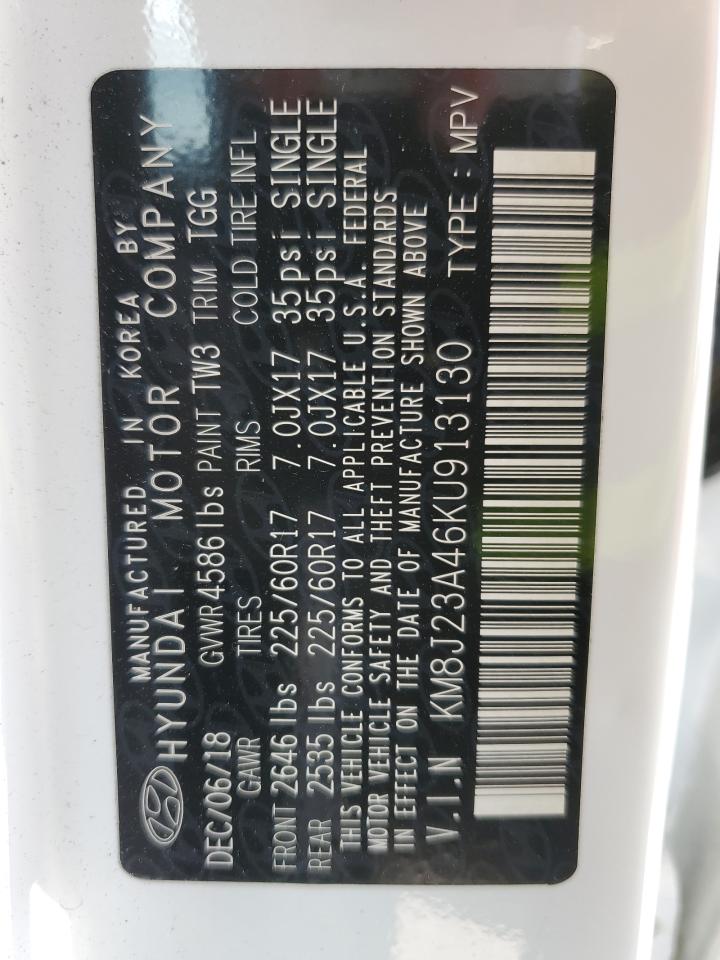 MANUFACTURED IN KOREA BY
HYUNDAI MOTOR COMPANY
DEC/06/18 GVWR4586lbs PAINT TW3 TRIM TGG
GAWR TIRES RIMS COLD TIRE INFL
FRONT 2646 lbs 225/60R17 7.0JX17 35psi SINGLE
REAR 2535 lbs 225/60R17 7.0JX17 35psi SINGLE
THIS VEHICLE CONFORMS TO ALL APPLICABLE U.S.A. FEDERAL
MOTOR VEHICLE SAFETY AND THEFT PREVENTION STANDARDS
IN EFFECT ON THE DATE OF MANUFACTURE SHOWN ABOVE
V.I.N KM8J23A46KU913130 TYPE : MPV